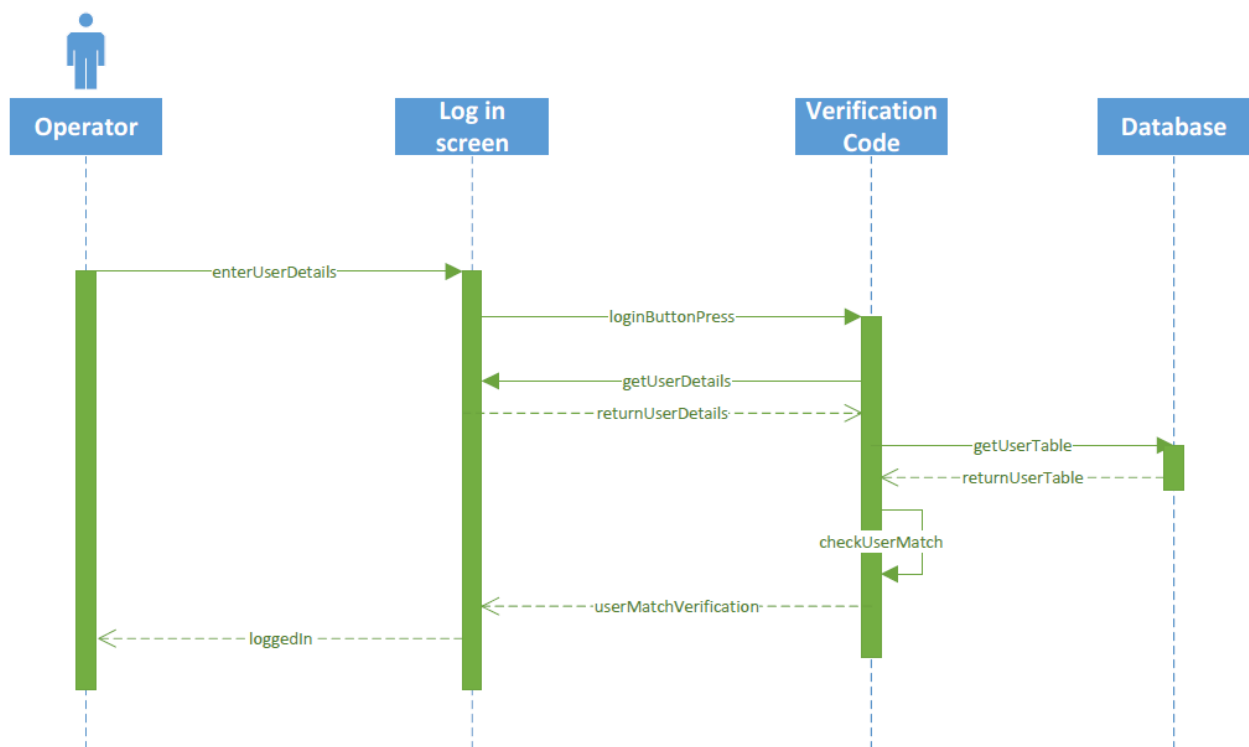 Operator
Log in
screen
Verification
Code
Database
enterUserDetails
loginButtonPress
getUserDetails
returnUserDetails
getUserTable
returnUserTable
checkUserMatch
userMatchVerification
loggedIn